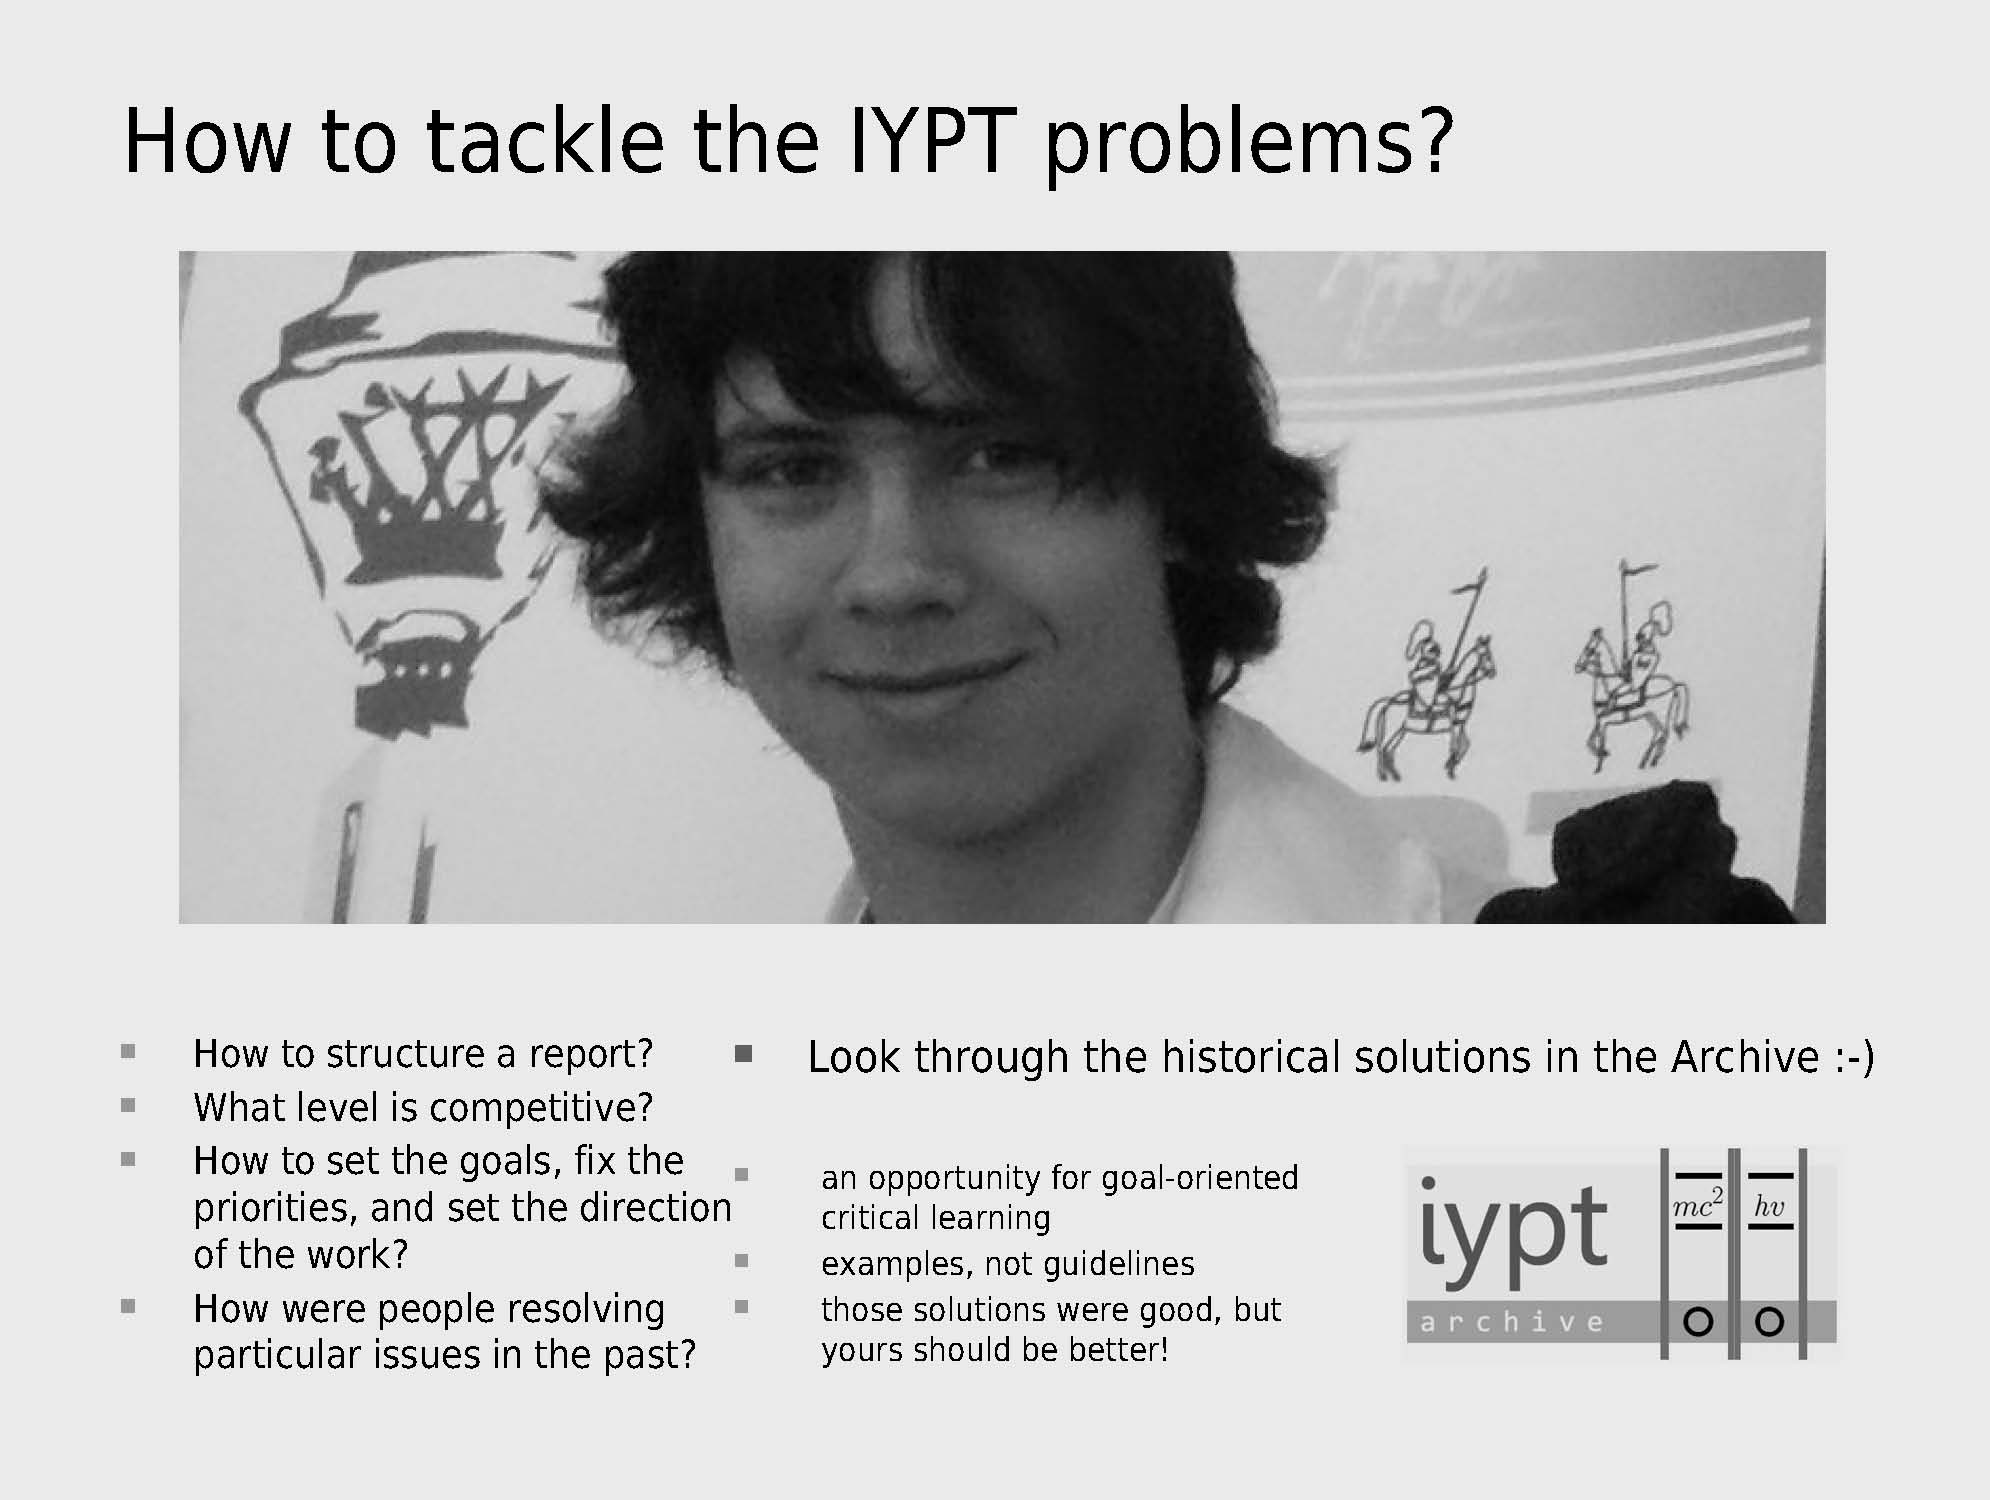 How to tackle the IYPT problems?
How to structure a report?
What level is competitive?
How to set the goals, fix the
priorities, and set the direction
of the work?
How were people resolving
particular issues in the past?
Look through the historical solutions in the Archive :-)
an opportunity for goal-oriented
critical learning
examples, not guidelines
those solutions were good, but
yours should be better!
iypt
archive
mc² hν